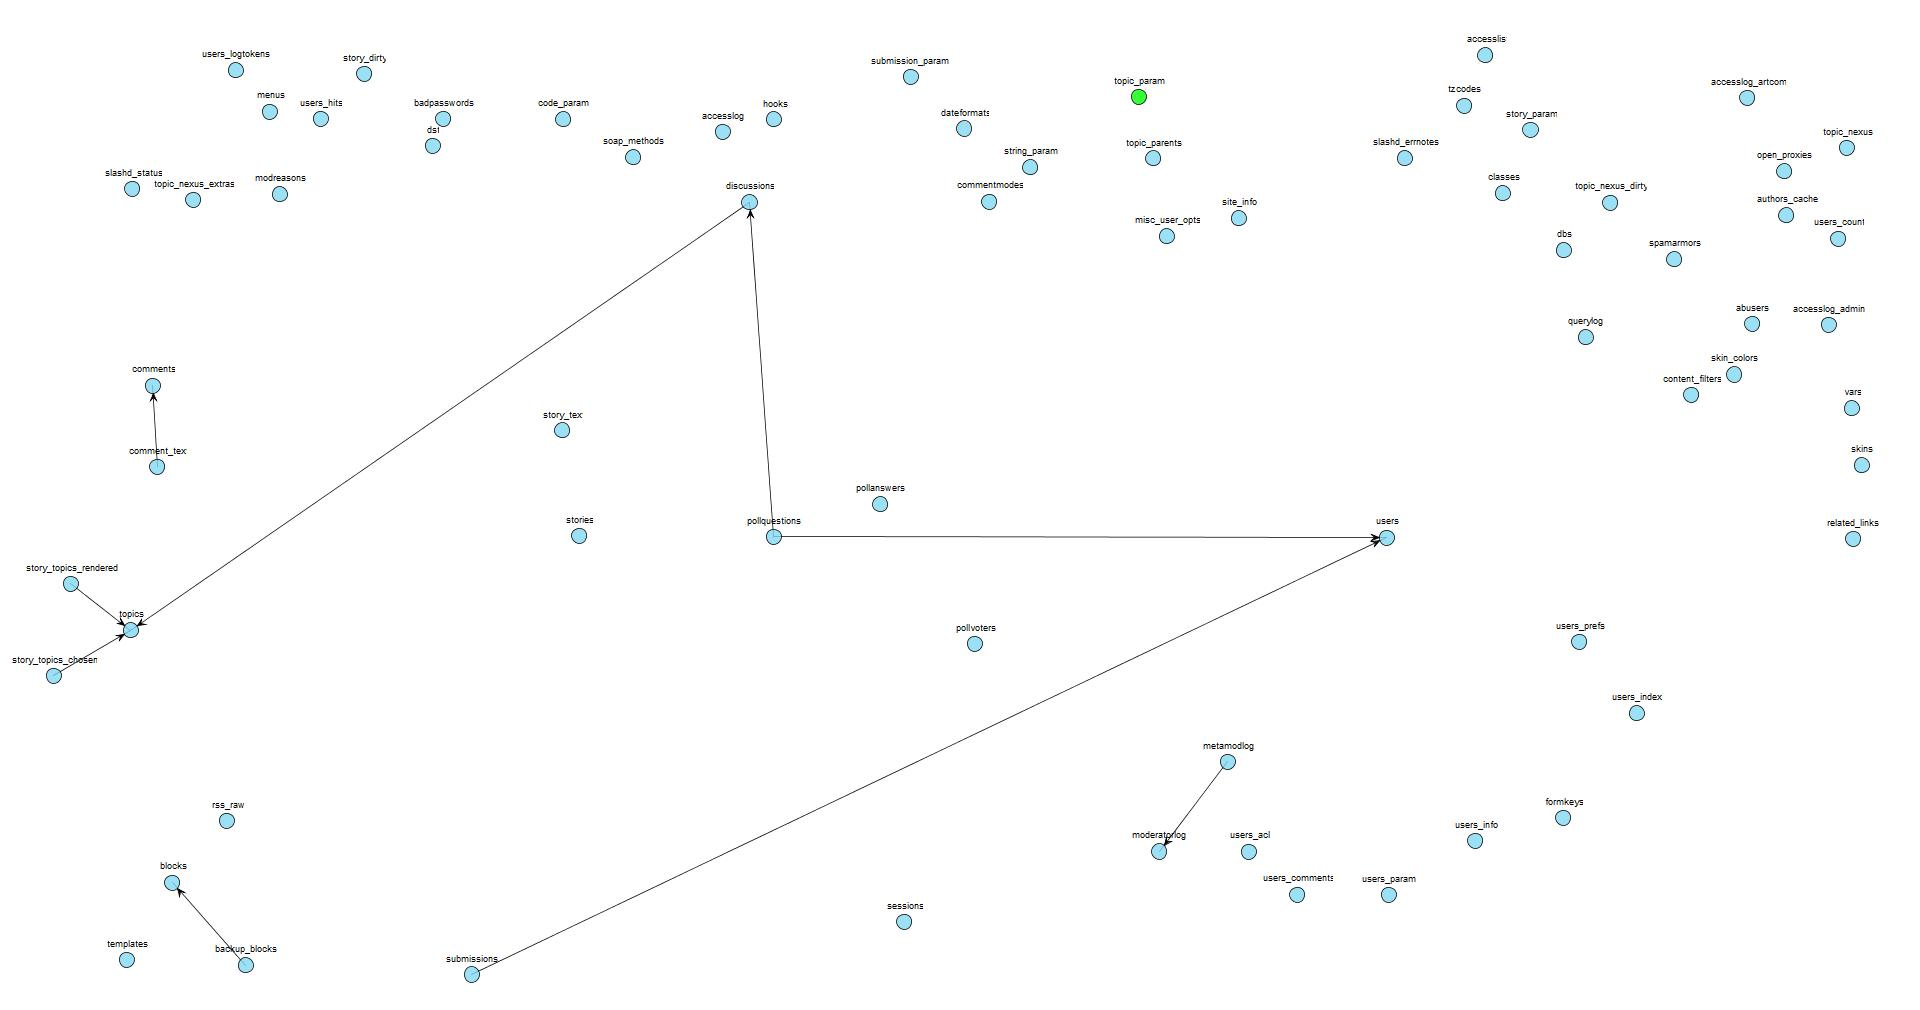 accesslis
users_logtokens
story_dirty
submission_param
topic_param
accesslog_artcom
tzcodes
menus
users_hits
badpasswords
code_param
hooks
accesslog
dateformats
story_param
dst
topic_nexus
soap_methods
string_param
topic_parents
slashd_errnotes
open_proxies
slashd_status
topic_nexus_extras
modreasons
discussions
commentmodes
classes
topic_nexus_dirty
authors_cache
site_info
misc_user_opts
users_count
dbs
spamarmors
abusers
accesslog_admin
querylog
skin_colors
comments
content_filters
vars
story_tex
comment_tex
skins
pollanswers
stories
pollquestions
users
related_links
story_topics_rendered
topics
pollvoters
users_prefs
story_topics_chosen
users_index
metamodlog
rss_raw
formkeys
moderatorlog
users_acl
users_info
blocks
users_comments
users_param
sessions
templates
backup_blocks
submissions